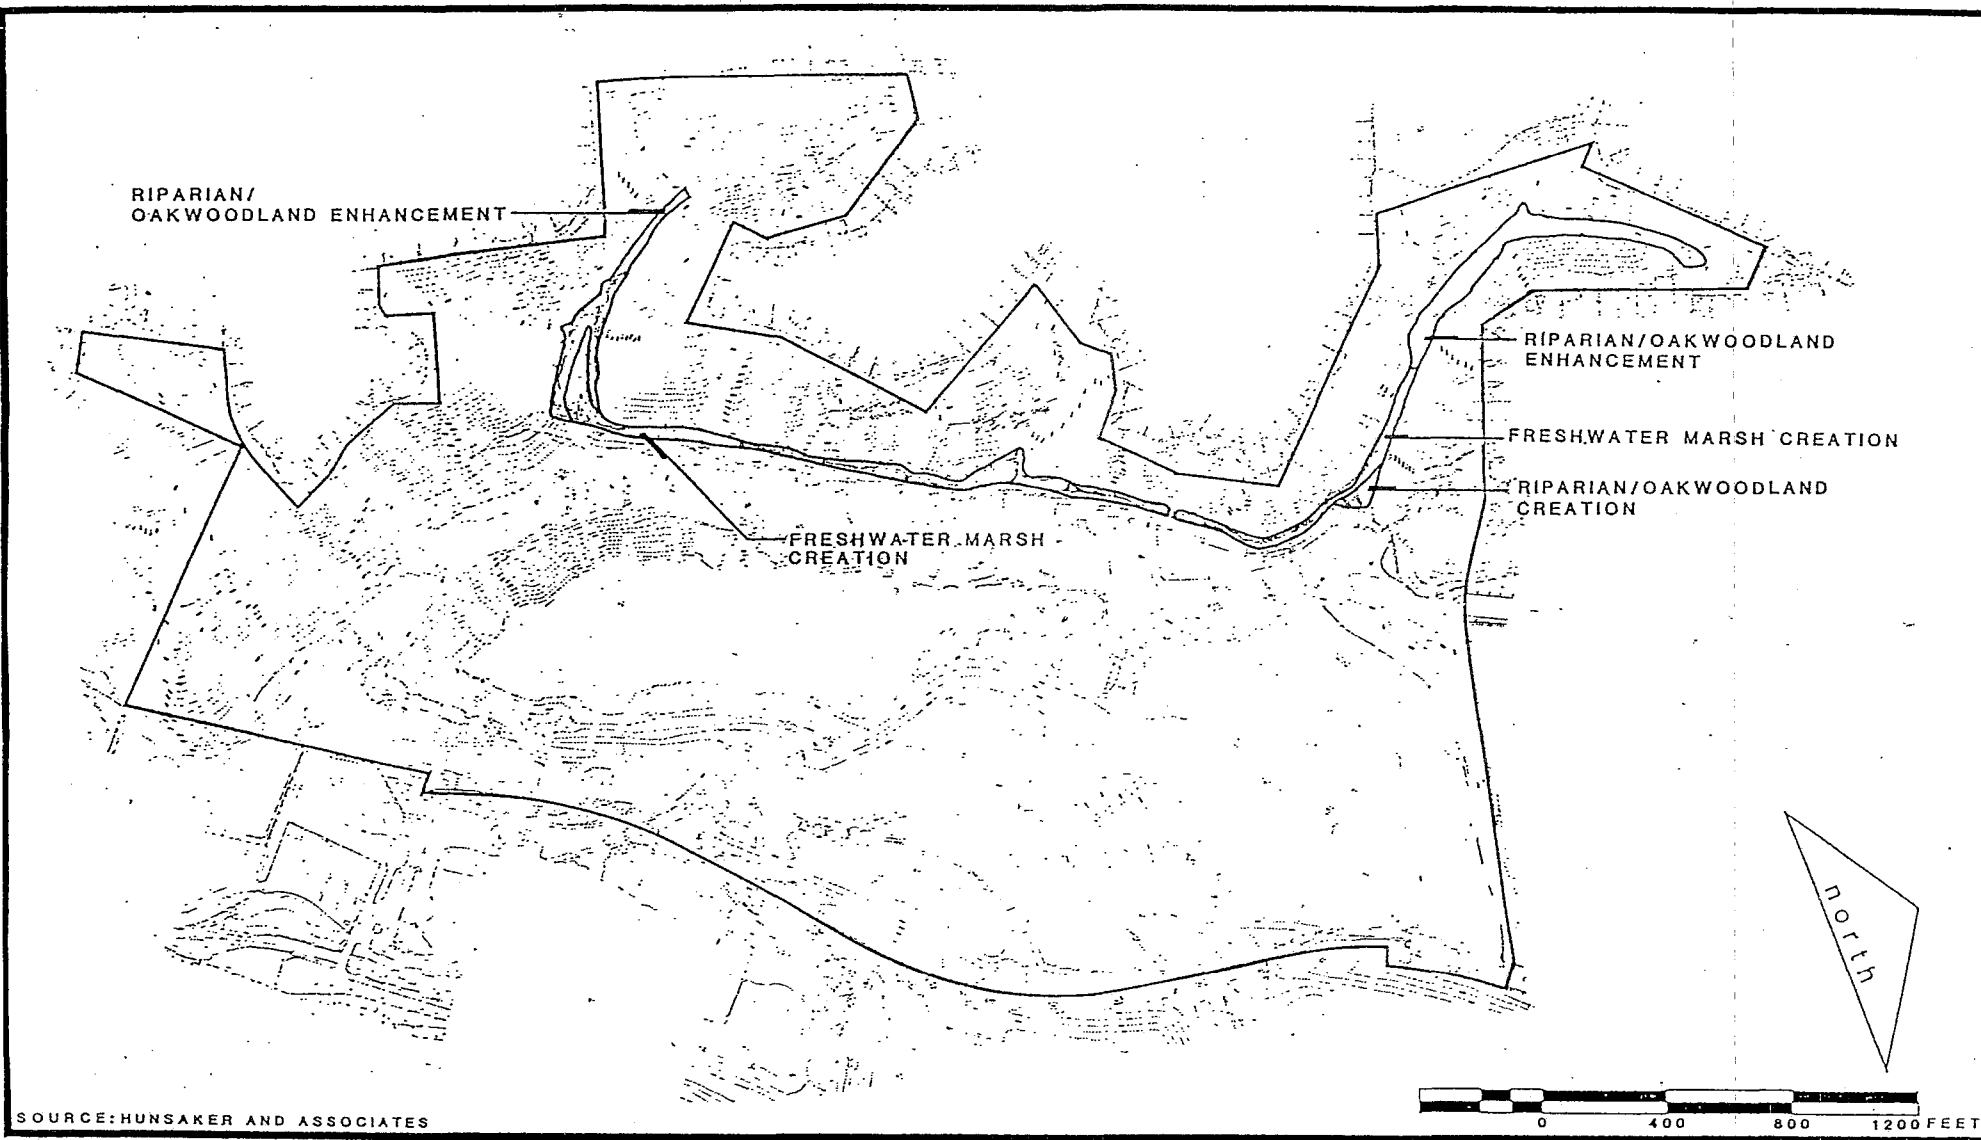 RIPARIAN/
OAKWOODLAND ENHANCEMENT
RIPARIAN/OAKWOODLAND
ENHANCEMENT
FRESHWATER MARSH CREATION
RIPARIAN/OAKWOODLAND
CREATION
FRESHWATER MARSH
CREATION
north
SOURCE: HUNSAKER AND ASSOCIATES
0 400 800 1200 FEET